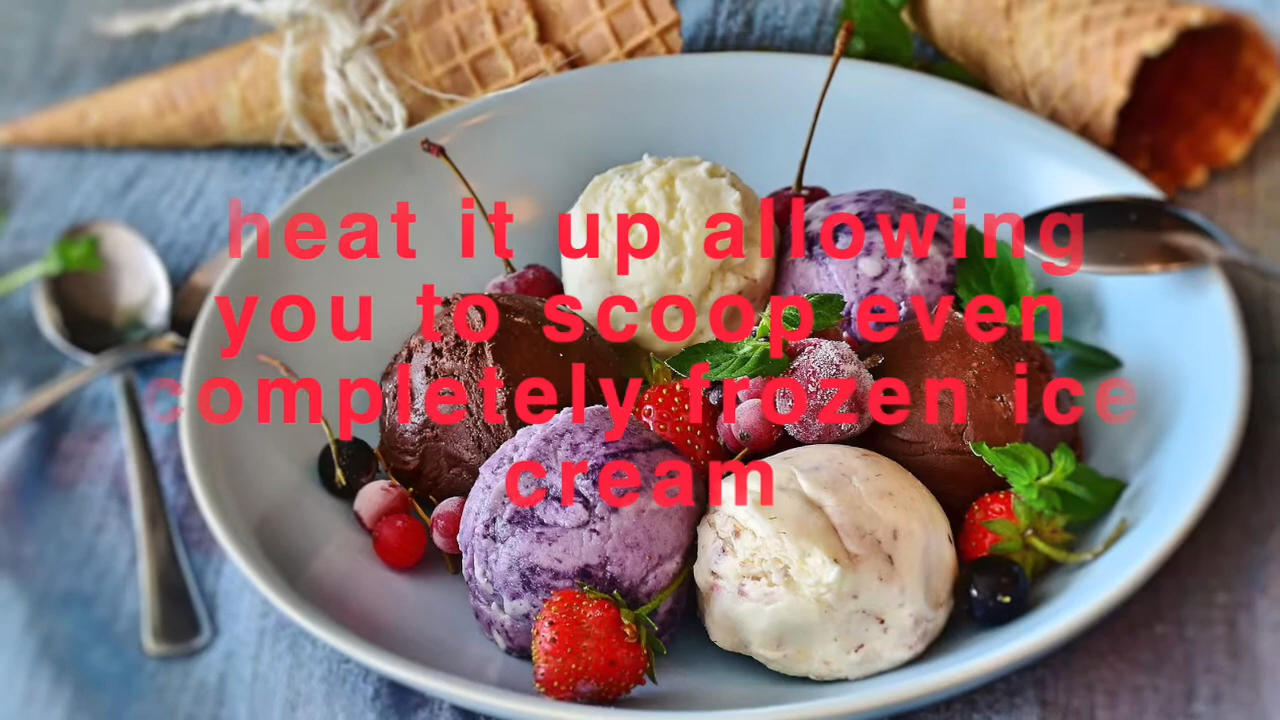 heat it up allowing
you to scoop even
completely frozen ice
cream